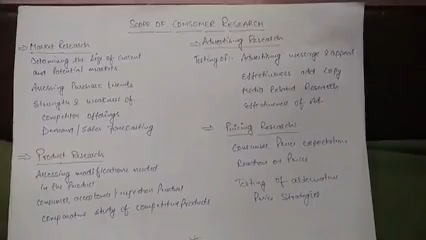 SCOPE OF CONSUMER RESEARCH
⇒ Market Research
Determining the size of current
and Potential markets
Assessing Purchase trends
Strength & weakness of
competitor offerings
Demand / Sales Forecasting
⇒ Product Research
Assessing modifications needed
in the Product
consumer acceptance / rejection Product
comparative study of competitive Products
⇒ Advertising Research
Testing of:- Advertising message & appeal
Effectiveness of Copy
Media Related Research
Effectiveness of Ad.
⇒ Pricing Research
Consumer Price expectation
Reaction on Price
Testing of alternative
Price Strategies